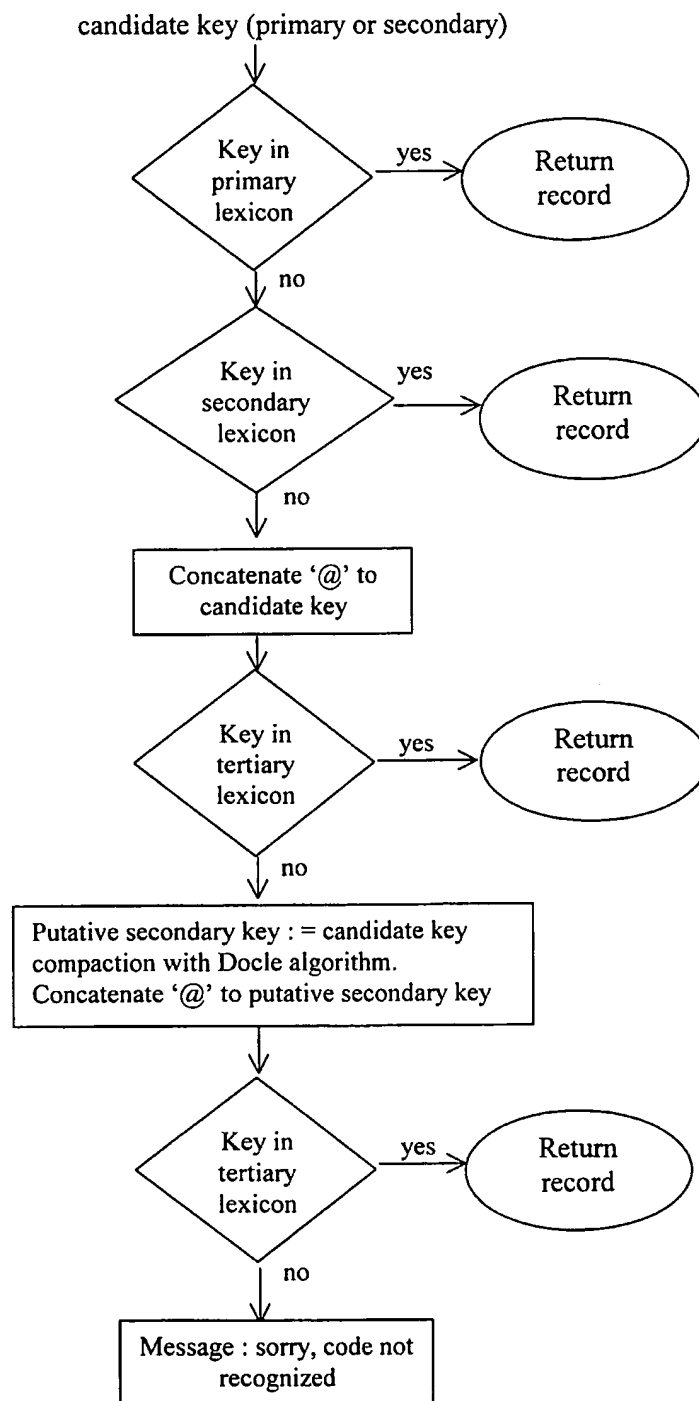 candidate key (primary or secondary)
Key in
primary
lexicon
yes
Return
record
no
Key in
secondary
lexicon
yes
Return
record
no
Concatenate ‘@’ to
candidate key
Key in
tertiary
lexicon
yes
Return
record
no
Putative secondary key : = candidate key
compaction with Docle algorithm.
Concatenate ‘@’ to putative secondary key
Key in
tertiary
lexicon
yes
Return
record
no
Message : sorry, code not
recognized